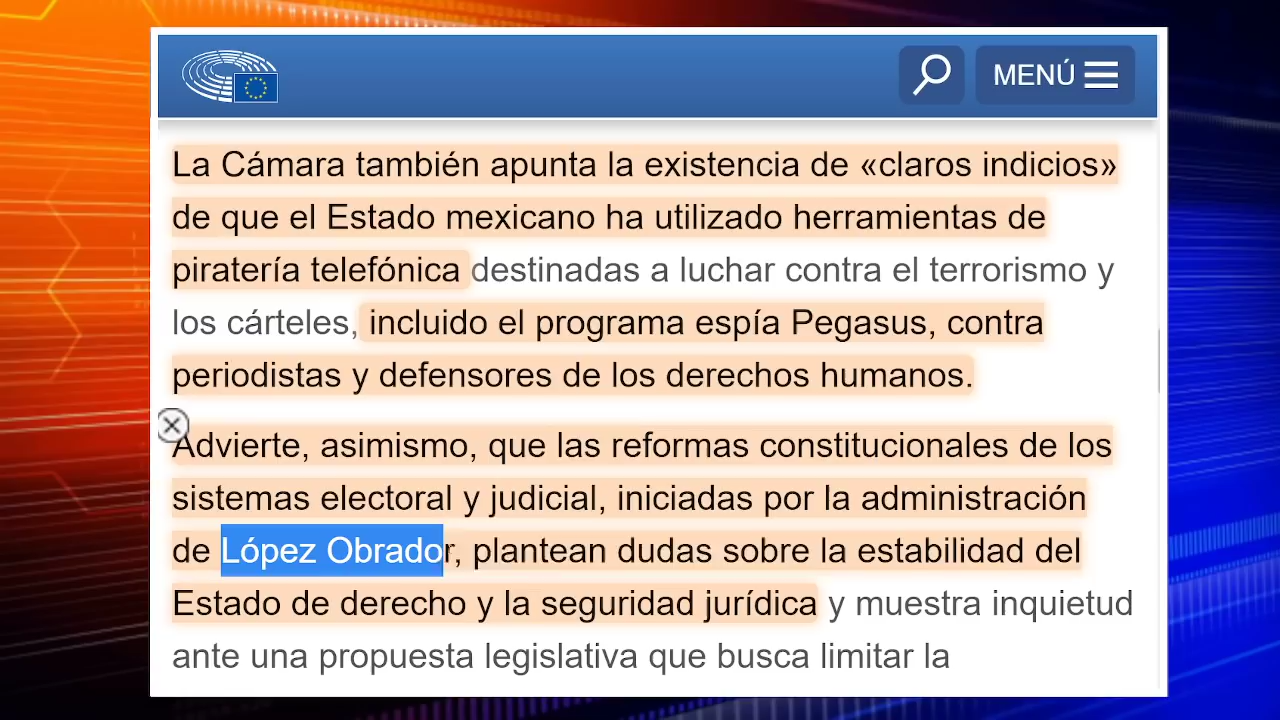 MENÚ
La Cámara también apunta la existencia de «claros indicios»
de que el Estado mexicano ha utilizado herramientas de
piratería telefónica destinadas a luchar contra el terrorismo y
los cárteles, incluido el programa espía Pegasus, contra
periodistas y defensores de los derechos humanos.
Advierte, asimismo, que las reformas constitucionales de los
sistemas electoral y judicial, iniciadas por la administración
de López Obrador, plantean dudas sobre la estabilidad del
Estado de derecho y la seguridad jurídica y muestra inquietud
ante una propuesta legislativa que busca limitar la